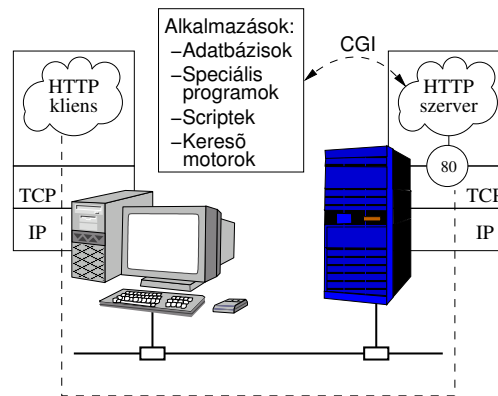 Alkalmazások:
–Adatbázisok
–Speciális
programok
–Scriptek
–Keresõ
motorok
CGI
HTTP
kliens
HTTP
szerver
80
TCP
IP
TCP
IP